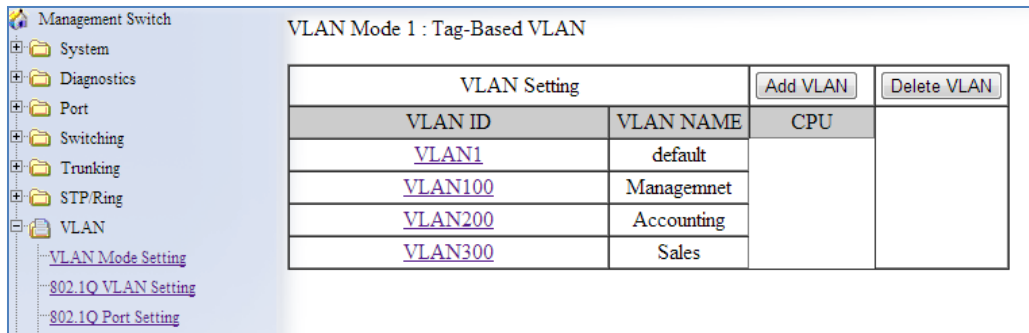 Management Switch
System
Diagnostics
Port
Switching
Trunking
STP/Ring
VLAN
VLAN Mode Setting
802.1Q VLAN Setting
802.1Q Port Setting
VLAN Mode 1 : Tag-Based VLAN
VLAN Setting Add VLAN Delete VLAN
VLAN ID VLAN NAME CPU
VLAN1 default
VLAN100 Managemnet
VLAN200 Accounting
VLAN300 Sales